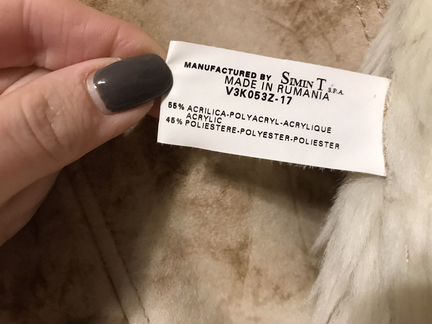 MANUFACTURED BY SIMINT S.P.A.
MADE IN RUMANIA
V3K053Z-17
55% ACRILICA-POLYACRYL-ACRYLIQUE
ACRYLIC
45% POLIESTERE-POLYESTER-POLIESTER